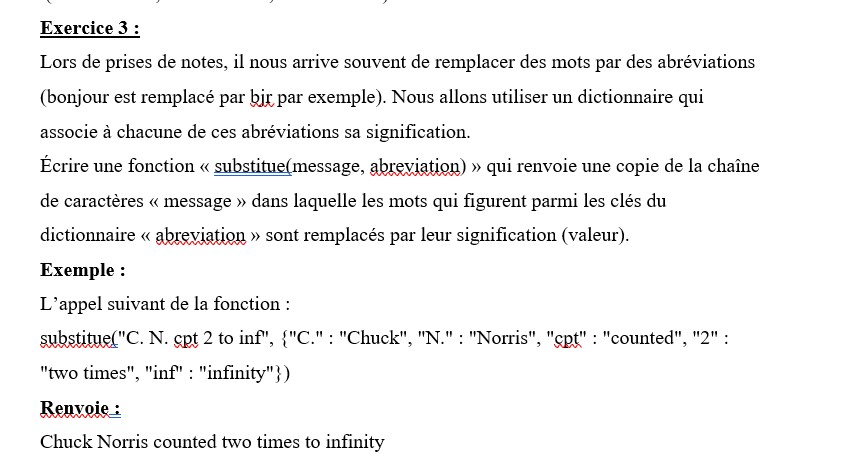 Exercice 3 :
Lors de prises de notes, il nous arrive souvent de remplacer des mots par des abréviations
(bonjour est remplacé par bjr par exemple). Nous allons utiliser un dictionnaire qui
associe à chacune de ces abréviations sa signification.
Écrire une fonction « substitue(message, abreviation) » qui renvoie une copie de la chaîne
de caractères « message » dans laquelle les mots qui figurent parmi les clés du
dictionnaire « abreviation » sont remplacés par leur signification (valeur).
Exemple :
L’appel suivant de la fonction :
substitue("C. N. cpt 2 to inf", {"C." : "Chuck", "N." : "Norris", "cpt" : "counted", "2" :
"two times", "inf" : "infinity"})
Renvoie :
Chuck Norris counted two times to infinity